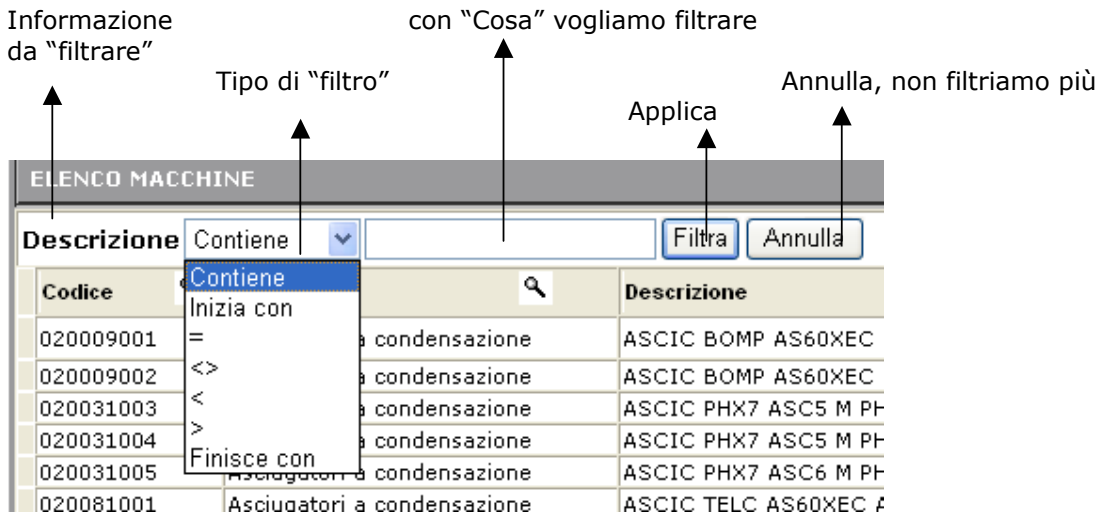 Informazione
da “filtrare”
con “Cosa” vogliamo filtrare
Tipo di “filtro”
Annulla, non filtriamo più
Applica
ELENCO MACCHINE
Descrizione Contiene Filtra Annulla
Contiene
Inizia con
=
<>
<
>
Finisce con
Codice Descrizione
020009001 a condensazione ASCIC BOMP AS60XEC
020009002 a condensazione ASCIC BOMP AS60XEC
020031003 a condensazione ASCIC PHX7 ASC5 M PH
020031004 a condensazione ASCIC PHX7 ASC5 M PH
020031005 Asciugatori a condensazione ASCIC PHX7 ASC6 M PH
020081001 Asciugatori a condensazione ASCIC TELC AS60XEC A